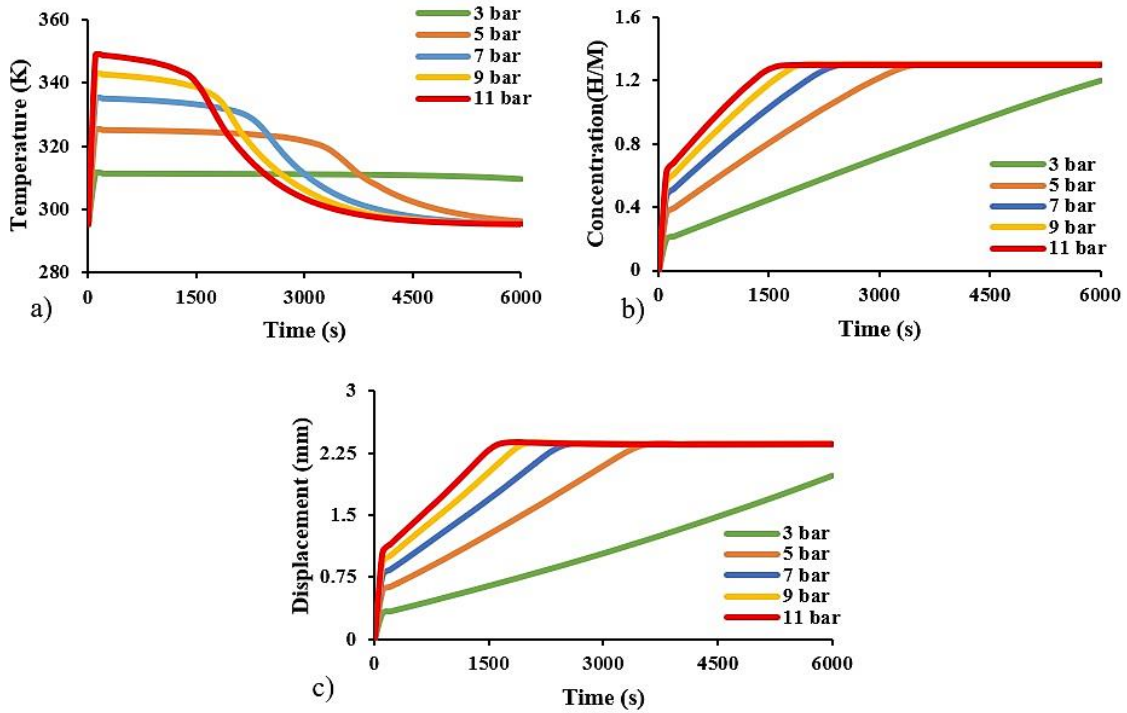 360
340
320
300
280
Temperature (K)
0 1500 3000 4500 6000
Time (s)
3 bar
5 bar
7 bar
9 bar
11 bar
a)
1.6
1.2
0.8
0.4
0
Concentration(H/M)
0 1500 3000 4500 6000
Time (s)
3 bar
5 bar
7 bar
9 bar
11 bar
b)
3
2.25
1.5
0.75
0
Displacement (mm)
0 1500 3000 4500 6000
Time (s)
3 bar
5 bar
7 bar
9 bar
11 bar
c)